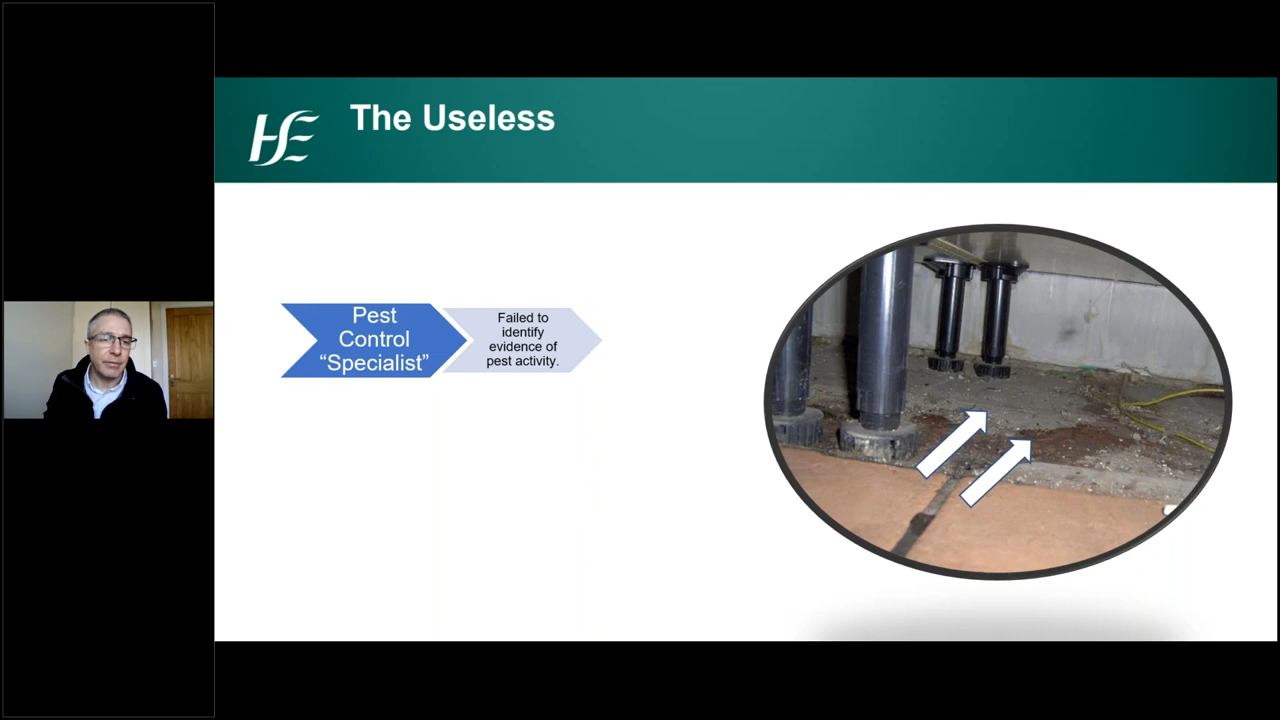 HSE
The Useless
Pest
Control
“Specialist”
Failed to
identify
evidence of
pest activity.